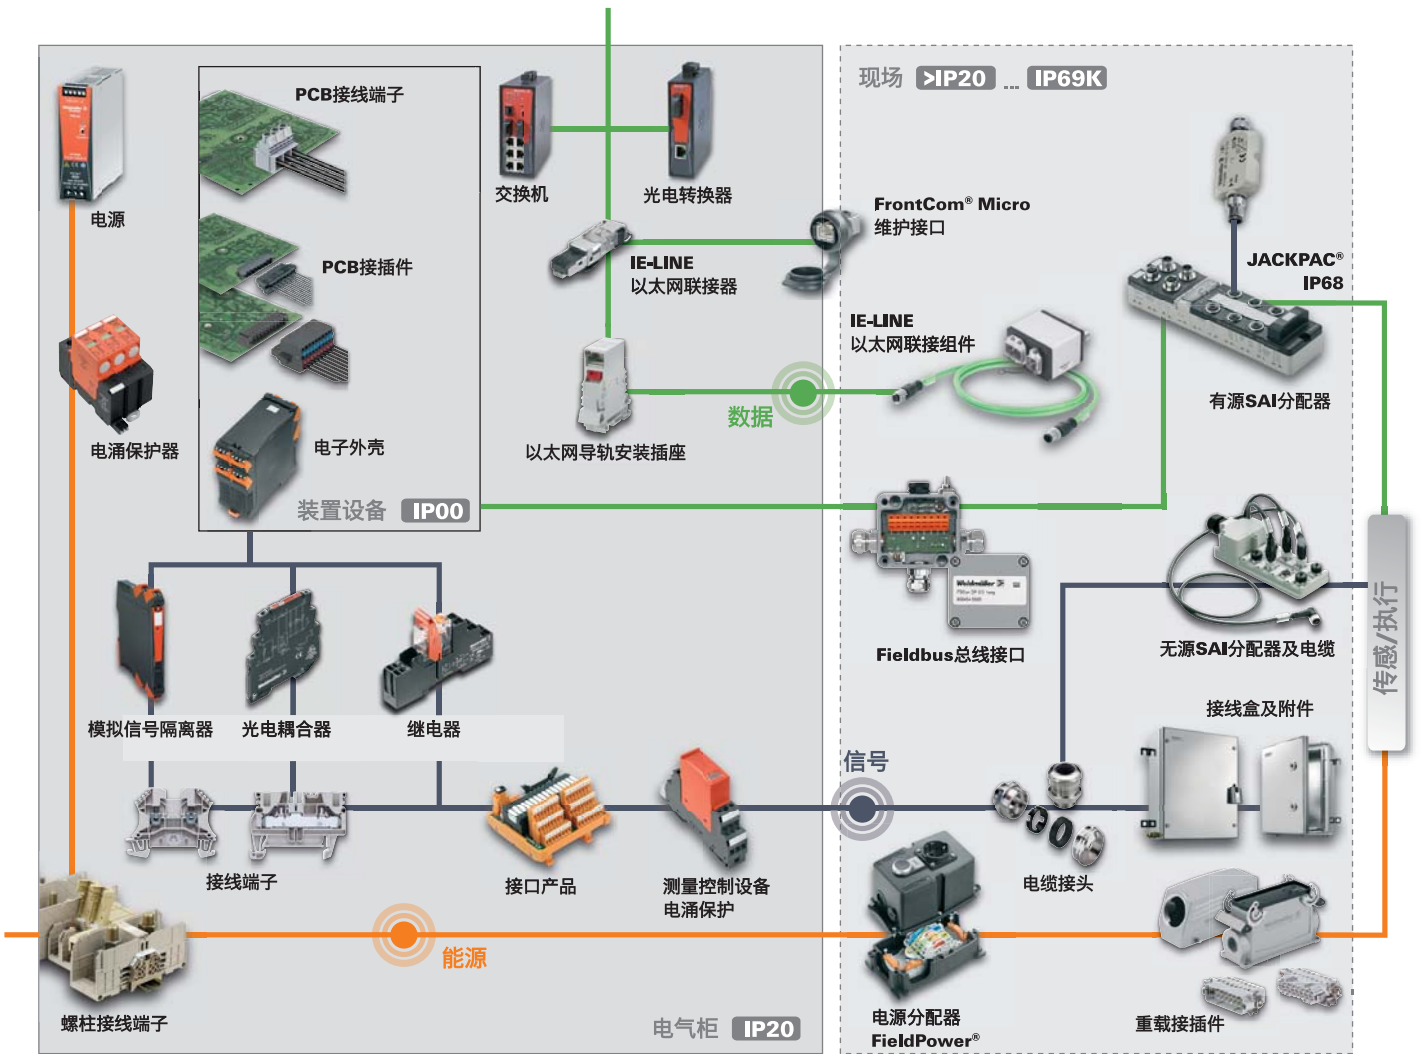 现场 >IP20 ... IP69K
PCB接线端子
电源
交换机
光电转换器
FrontCom® Micro
维护接口
PCB接插件
IE-LINE
以太网联接器
JACKPAC®
IP68
IE-LINE
以太网联接组件
有源SAI分配器
数据
电涌保护器
电子外壳
以太网导轨安装插座
装置设备 IP00
Weidmüller
Fieldbus总线接口
无源SAI分配器及电缆
传感/执行
模拟信号隔离器
光电耦合器
继电器
接线盒及附件
信号
接线端子
接口产品
测量控制设备
电涌保护
电缆接头
能源
螺柱接线端子
电气柜 IP20
电源分配器
FieldPower®
重载接插件